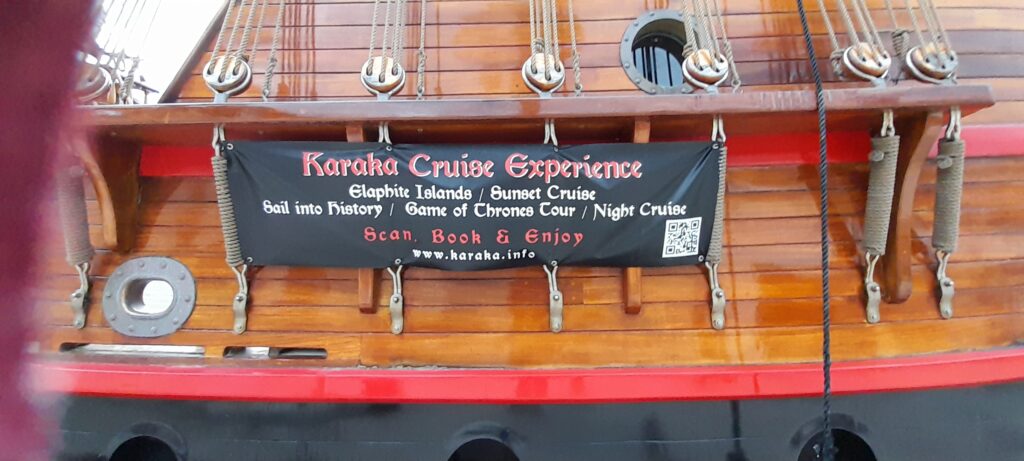 Karaka Cruise Experience
Elaphite Islands / Sunset Cruise
Sail into History / Game of Thrones Tour / Night Cruise
Scan, Book & Enjoy
www.karaka.info